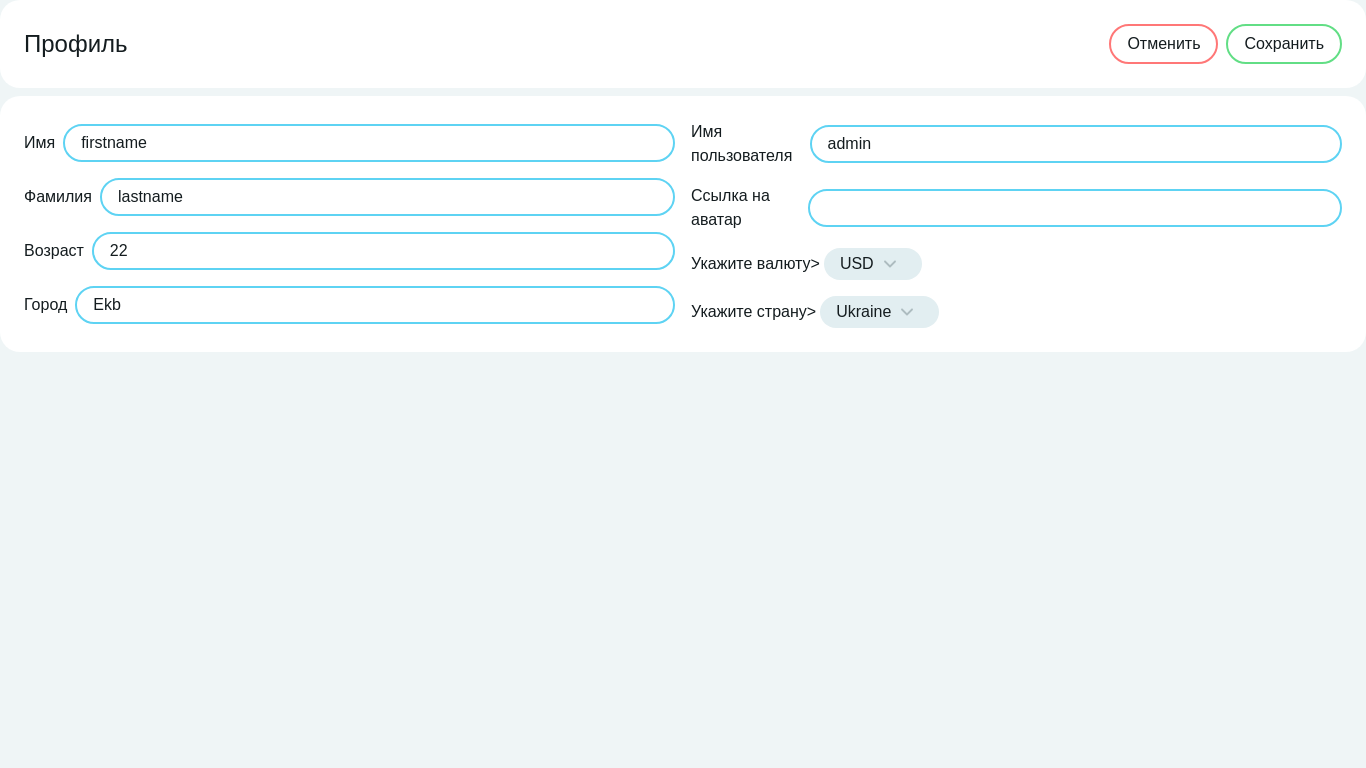 Профиль
Отменить
Сохранить
Имя
firstname
Фамилия
lastname
Возраст
22
Город
Ekb
Имя
пользователя
admin
Ссылка на
аватар
Укажите валюту>
USD
Укажите страну>
Ukraine